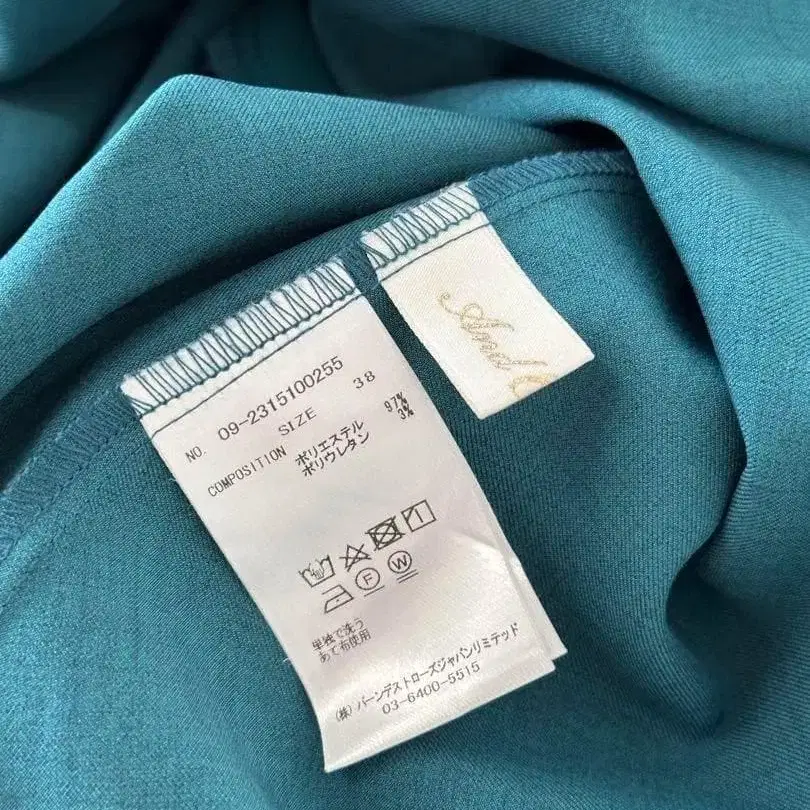 NO. 09-2315100255
SIZE 38
COMPOSITION ポリエステル 97%
ポリウレタン 3%
F W
単独で洗う
あて布使用
(株) バーンデストローズジャパンリミテッド
03-6400-5515
And